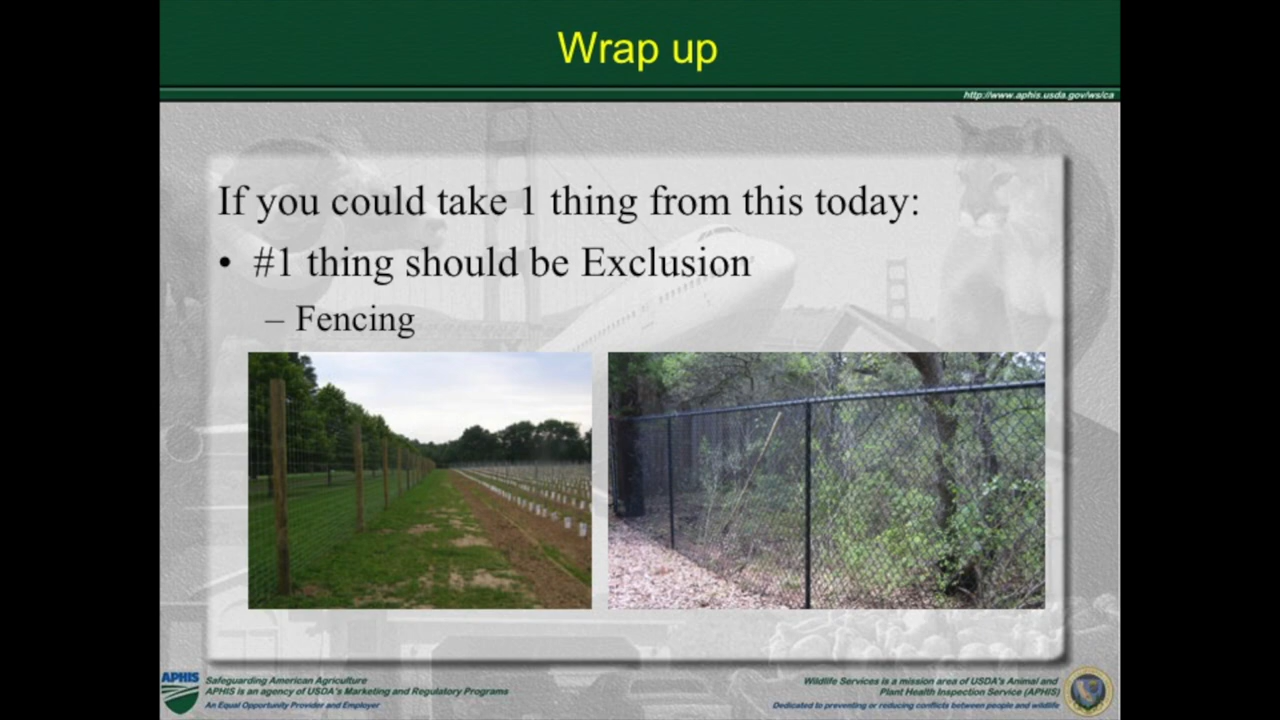 Wrap up
http://www.aphis.usda.gov/ws/ca
If you could take 1 thing from this today:
• #1 thing should be Exclusion
– Fencing
APHIS
Safeguarding American Agriculture
APHIS is an agency of USDA's Marketing and Regulatory Programs
An Equal Opportunity Provider and Employer
Wildlife Services is a mission area of USDA's Animal and
Plant Health Inspection Service (APHIS)
Dedicated to preventing or reducing conflicts between people and wildlife